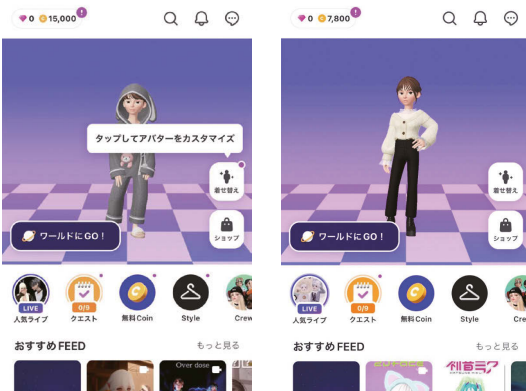 0 15,000
タップしてアバターをカスタマイズ
着せ替え
ワールドにGO!
ショップ
LIVE
0/9
人気ライブ
クエスト
無料Coin
Style
Crew
おすすめFEED
もっと見る
Over dose
0 7,800
着せ替え
ワールドにGO!
ショップ
LIVE
0/9
人気ライブ
クエスト
無料Coin
Style
Cre
おすすめFEED
もっと見る
初音ミク